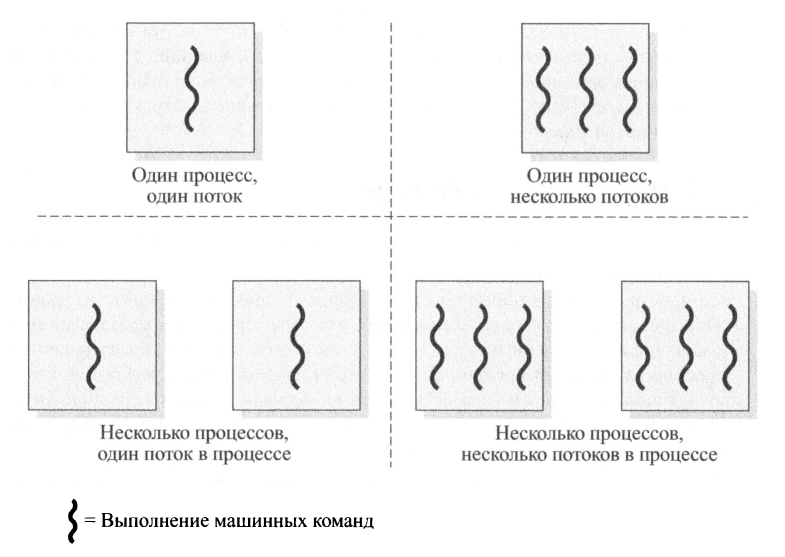 Один процесс,
один поток
Один процесс,
несколько потоков
Несколько процессов,
один поток в процессе
Несколько процессов,
несколько потоков в процессе
= Выполнение машинных команд